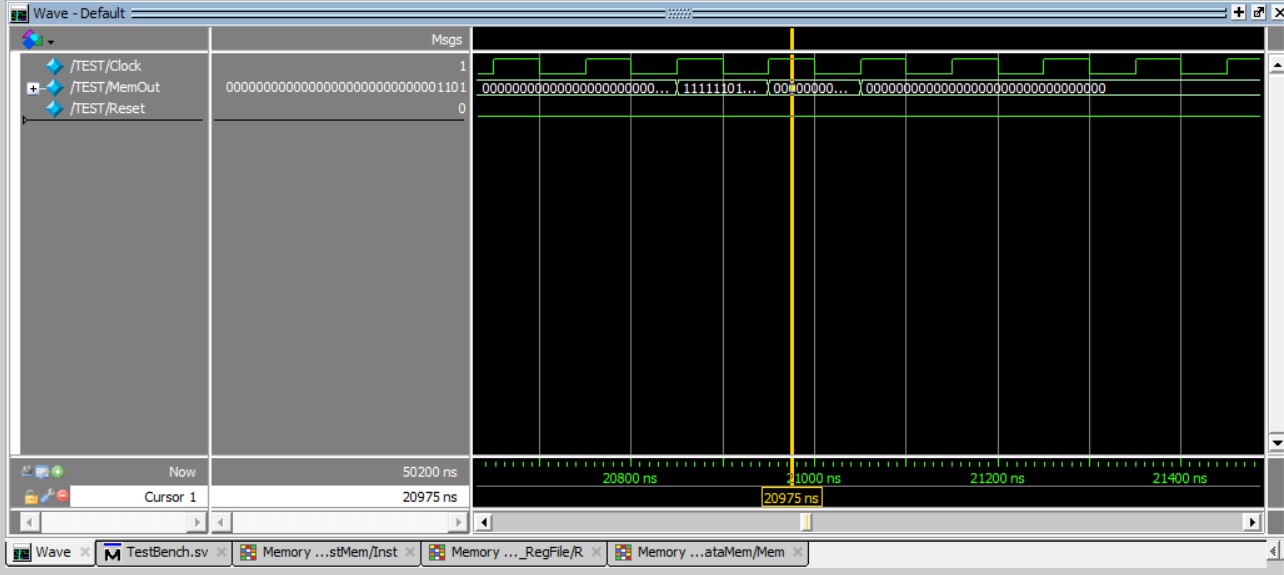 Wave - Default
Msgs
/TEST/Clock 1
/TEST/MemOut 00000000000000000000000000001101 00000000000000000000000... 11111101... 00000000... 00000000000000000000000000000000
/TEST/Reset 0
Now 50200 ns
20800 ns 21000 ns 21200 ns 21400 ns
Cursor 1 20975 ns 20975 ns
Wave TestBench.sv Memory ...stMem/Inst Memory ..._RegFile/R Memory ...ataMem/Mem